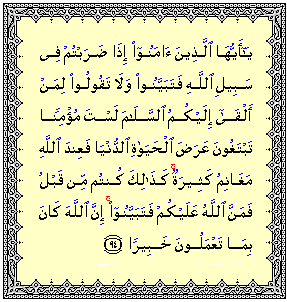 يَـٰٓأَيُّهَا ٱلَّذِينَ ءَامَنُوٓا۟ إِذَا ضَرَبْتُمْ فِى
سَبِيلِ ٱللَّهِ فَتَبَيَّنُوا۟ وَلَا تَقُولُوا۟ لِمَنْ
أَلْقَىٰٓ إِلَيْكُمُ ٱلسَّلَـٰمَ لَسْتَ مُؤْمِنًا
تَبْتَغُونَ عَرَضَ ٱلْحَيَوٰةِ ٱلدُّنْيَا فَعِندَ ٱللَّهِ
مَغَانِمُ كَثِيرَةٌ ۚ كَذَٰلِكَ كُنتُم مِّن قَبْلُ
فَمَنَّ ٱللَّهُ عَلَيْكُمْ فَتَبَيَّنُوٓا۟ ۚ إِنَّ ٱللَّهَ كَانَ
بِمَا تَعْمَلُونَ خَبِيرًا ٩٤